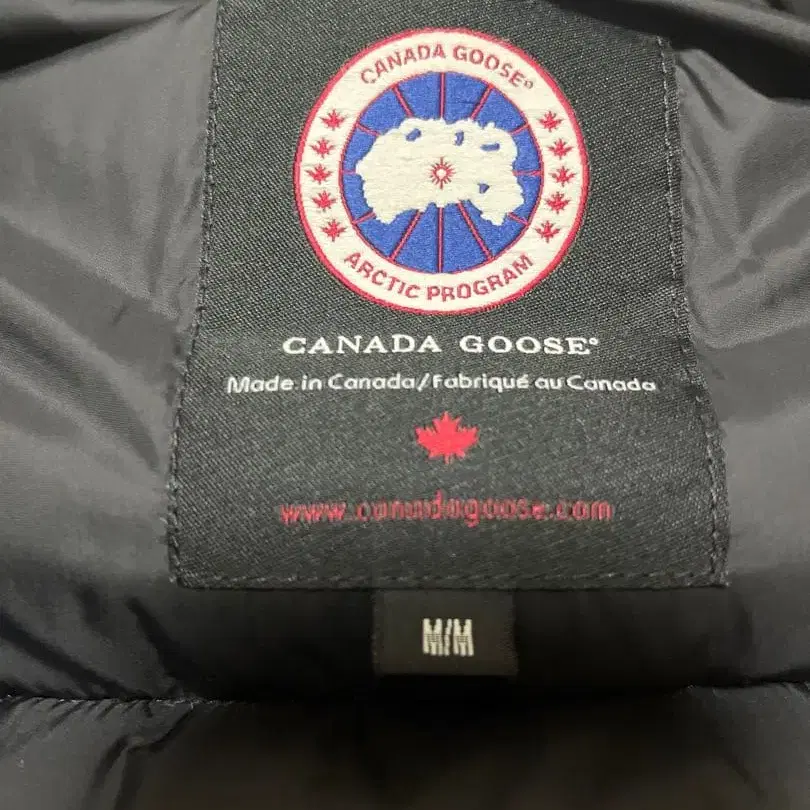 CANADA GOOSE®
ARCTIC PROGRAM
CANADA GOOSE®
Made in Canada/Fabriqué au Canada
www.canadagoose.com
M/M